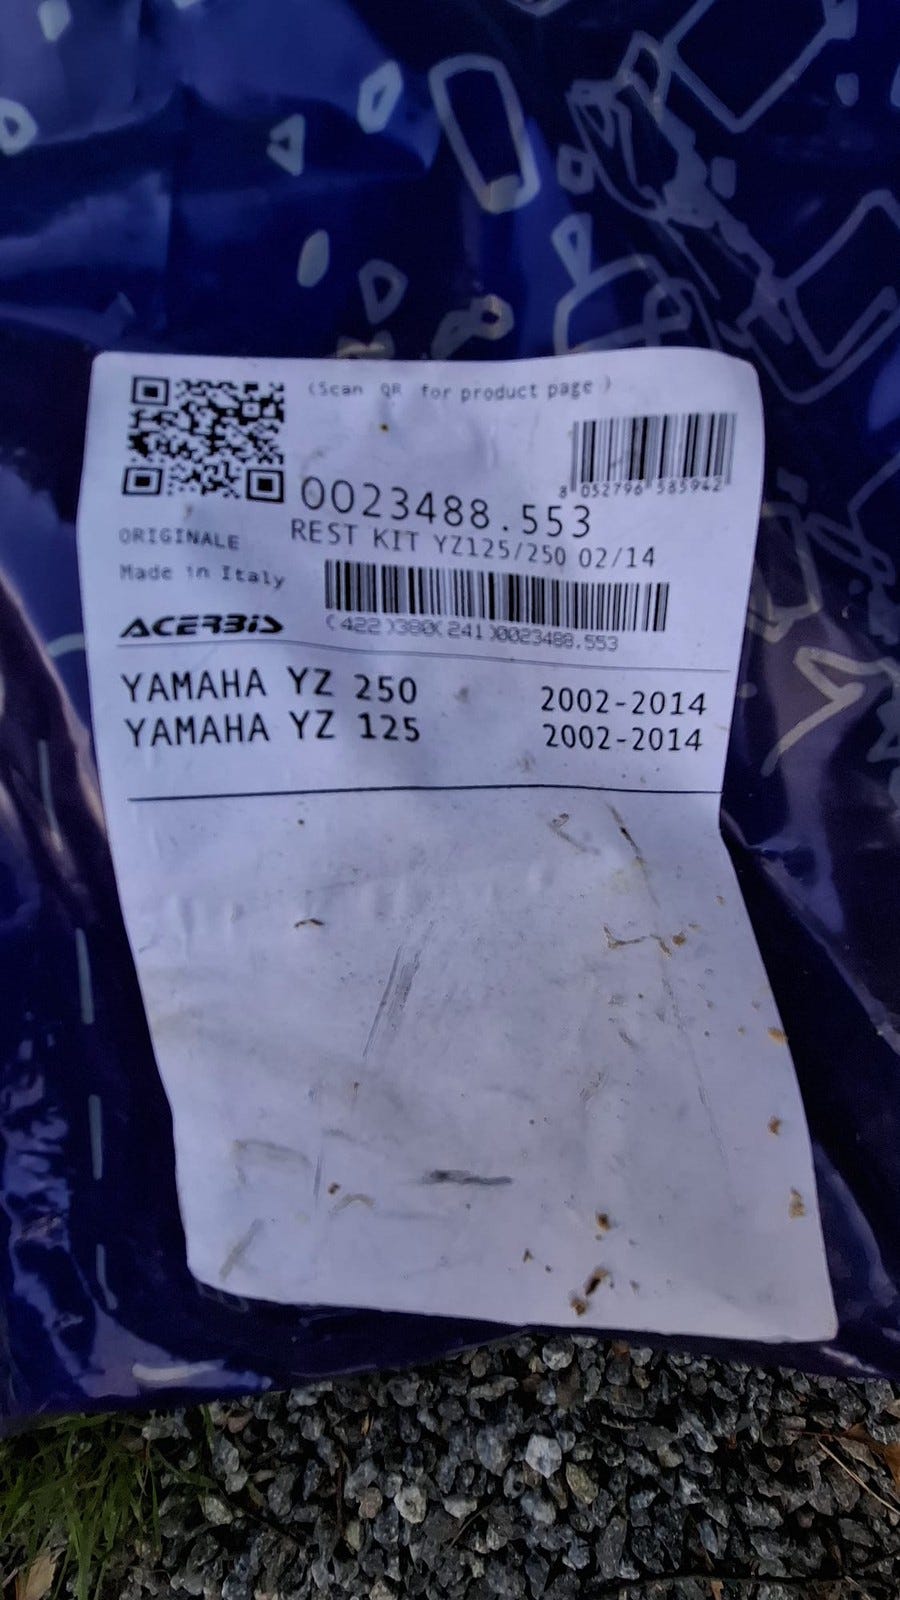 (Scan QR for product page)
8 052796 585942
0023488.553
REST KIT YZ125/250 02/14
ORIGINALE
Made in Italy
(422)380(241)0023488.553
ACERBIS
YAMAHA YZ 250 2002-2014
YAMAHA YZ 125 2002-2014